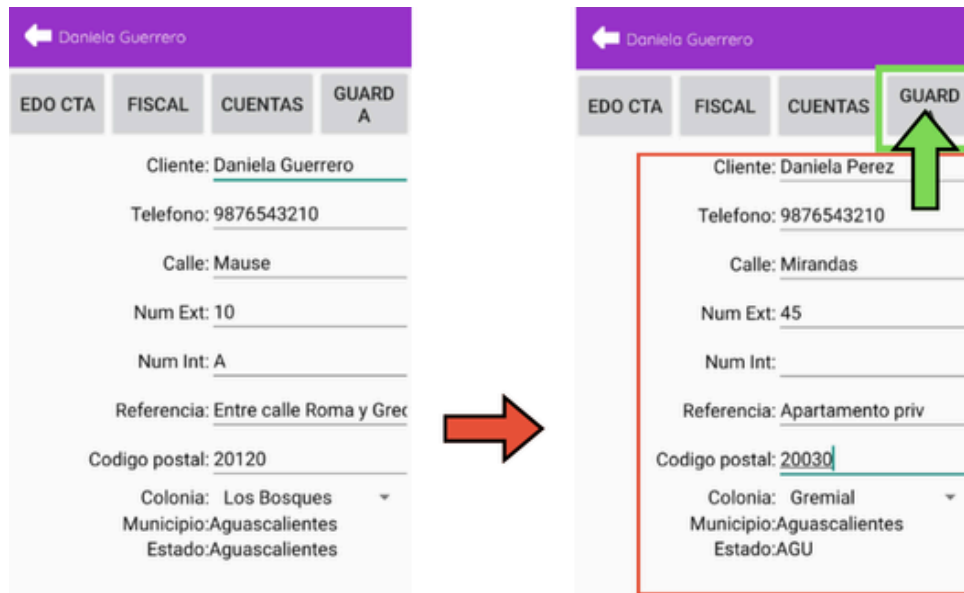 Daniela Guerrero
EDO CTA FISCAL CUENTAS GUARD
A
Cliente: Daniela Guerrero
Telefono: 9876543210
Calle: Mause
Num Ext: 10
Num Int: A
Referencia: Entre calle Roma y Grec
Codigo postal: 20120
Colonia: Los Bosques
Municipio:Aguascalientes
Estado:Aguascalientes
Daniela Guerrero
EDO CTA FISCAL CUENTAS GUARD
Cliente: Daniela Perez
Telefono: 9876543210
Calle: Mirandas
Num Ext: 45
Num Int:
Referencia: Apartamento priv
Codigo postal: 20030
Colonia: Gremial
Municipio:Aguascalientes
Estado:AGU